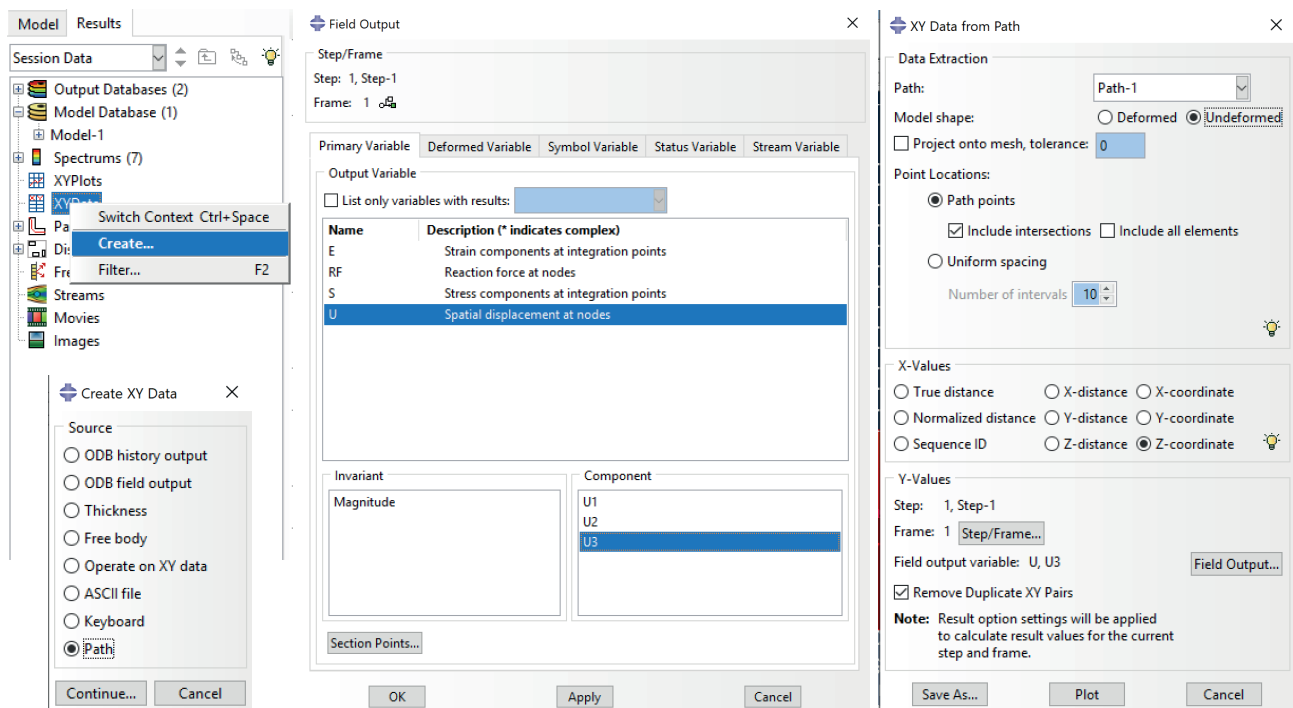 Model Results
Session Data
Output Databases (2)
Model Database (1)
Model-1
Spectrums (7)
XYPlots
Pa
Di
Fre
Streams
Movies
Images
Switch Context Ctrl+Space
Create...
Filter... F2
Create XY Data
Source
ODB history output
ODB field output
Thickness
Free body
Operate on XY data
ASCII file
Keyboard
Path
Continue... Cancel
Field Output
Step/Frame
Step: 1, Step-1
Frame: 1
Primary Variable Deformed Variable Symbol Variable Status Variable Stream Variable
Output Variable
List only variables with results:
Name Description (* indicates complex)
E Strain components at integration points
RF Reaction force at nodes
S Stress components at integration points
U Spatial displacement at nodes
Invariant
Magnitude
Component
U1
U2
U3
Section Points...
OK Apply Cancel
XY Data from Path
Data Extraction
Path: Path-1
Model shape: Deformed Undeformed
Project onto mesh, tolerance: 0
Point Locations:
Path points
Include intersections Include all elements
Uniform spacing
Number of intervals 10
X-Values
True distance X-distance X-coordinate
Normalized distance Y-distance Y-coordinate
Sequence ID Z-distance Z-coordinate
Y-Values
Step: 1, Step-1
Frame: 1 Step/Frame...
Field output variable: U, U3 Field Output...
Remove Duplicate XY Pairs
Note: Result option settings will be applied
to calculate result values for the current
step and frame.
Save As... Plot Cancel